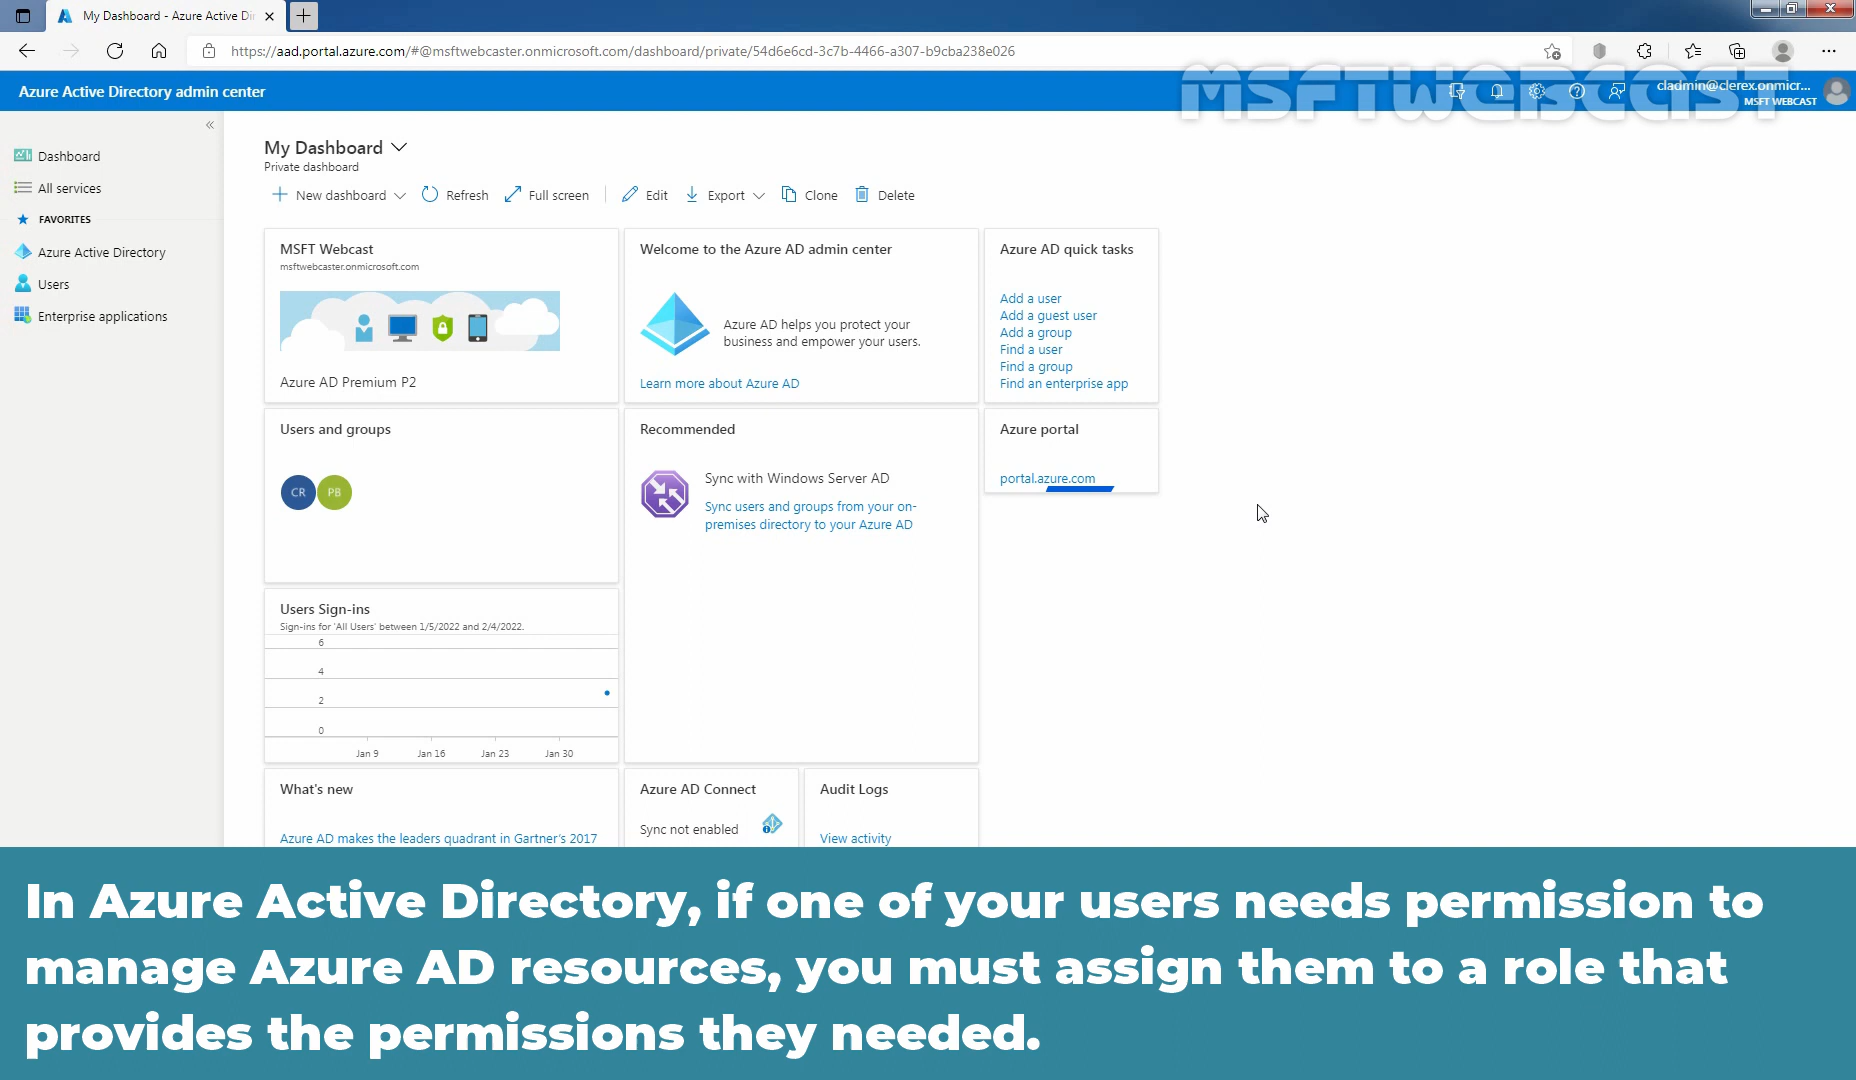 My Dashboard - Azure Active Dir
https://aad.portal.azure.com/#@msftwebcaster.onmicrosoft.com/dashboard/private/54d6e6cd-3c7b-4466-a307-b9cba238e026
MSFTWEBCAST
Azure Active Directory admin center
cladmin@clerex.onmicr...
MSFT WEBCAST
Dashboard
All services
FAVORITES
Azure Active Directory
Users
Enterprise applications
My Dashboard
Private dashboard
New dashboard
Refresh
Full screen
Edit
Export
Clone
Delete
MSFT Webcast
msftwebcaster.onmicrosoft.com
Azure AD Premium P2
Welcome to the Azure AD admin center
Azure AD helps you protect your
business and empower your users.
Learn more about Azure AD
Azure AD quick tasks
Add a user
Add a guest user
Add a group
Find a user
Find a group
Find an enterprise app
Users and groups
CR
PB
Recommended
Sync with Windows Server AD
Sync users and groups from your on-
premises directory to your Azure AD
Azure portal
portal.azure.com
Users Sign-ins
Sign-ins for 'All Users' between 1/5/2022 and 2/4/2022.
6
4
2
0
Jan 9
Jan 16
Jan 23
Jan 30
What's new
Azure AD makes the leaders quadrant in Gartner's 2017
Azure AD Connect
Sync not enabled
Audit Logs
View activity
In Azure Active Directory, if one of your users needs permission to
manage Azure AD resources, you must assign them to a role that
provides the permissions they needed.